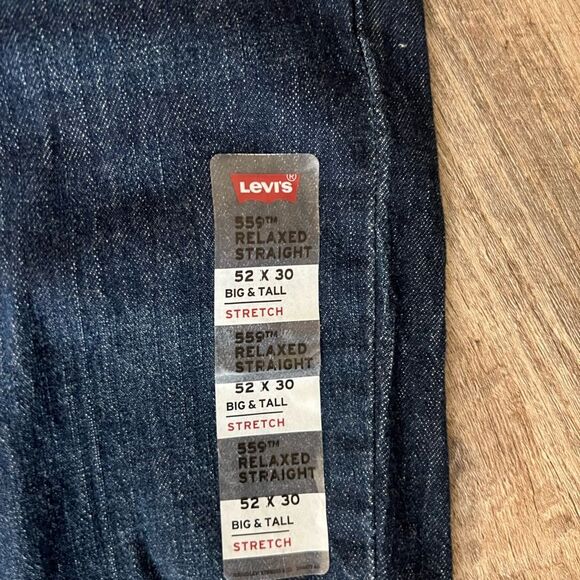 Levi's®
559™
RELAXED
STRAIGHT
52 X 30
BIG & TALL
STRETCH
559™
RELAXED
STRAIGHT
52 X 30
BIG & TALL
STRETCH
559™
RELAXED
STRAIGHT
52 X 30
BIG & TALL
STRETCH